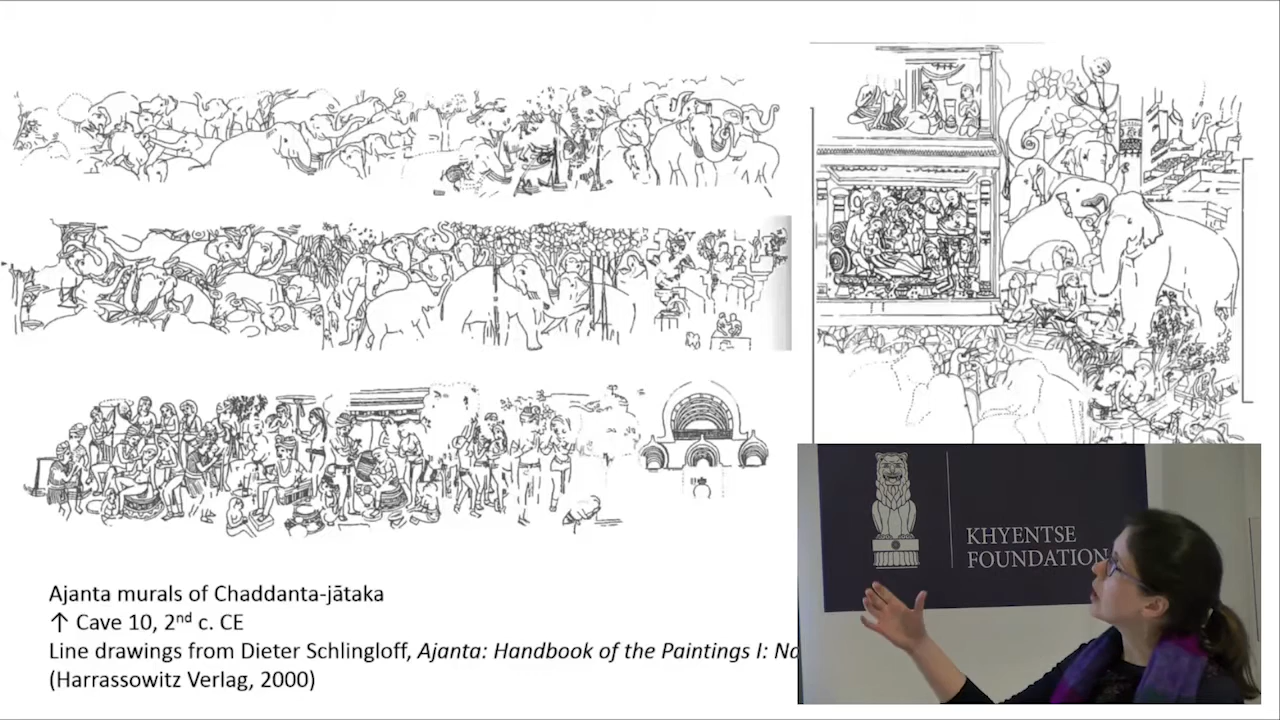 Ajanta murals of Chaddanta-jātaka
↑ Cave 10, 2nd c. CE
Line drawings from Dieter Schlingloff, Ajanta: Handbook of the Paintings I:
(Harrassowitz Verlag, 2000)
KHYENTSE
FOUNDATION